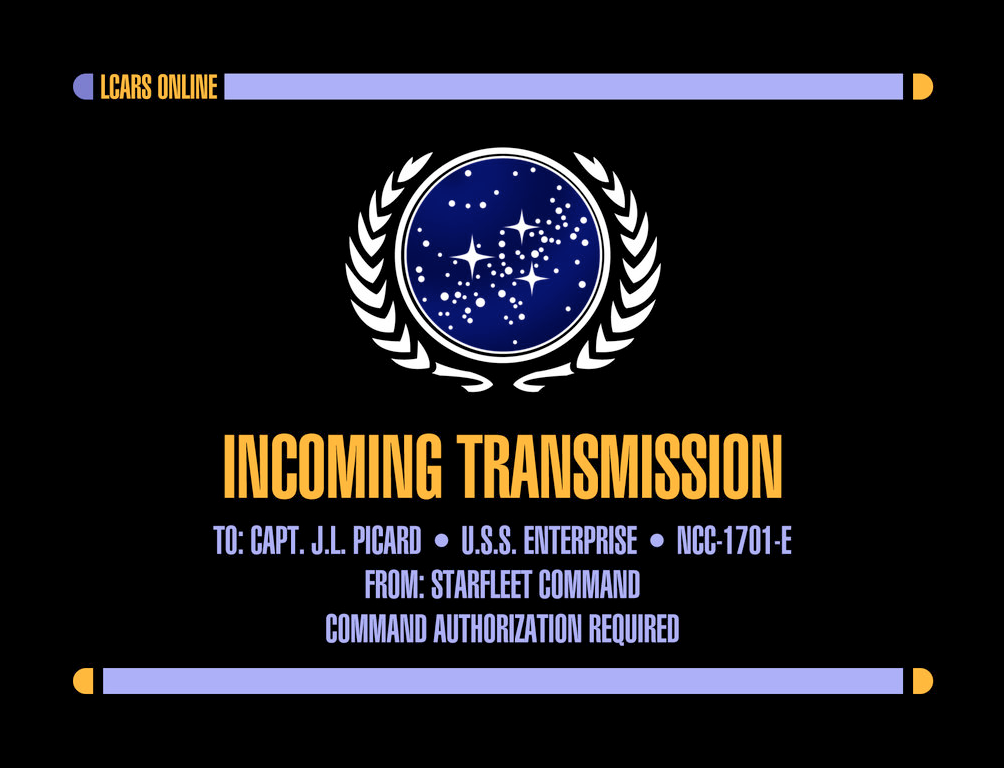 LCARS ONLINE
INCOMING TRANSMISSION
TO: CAPT. J.L. PICARD • U.S.S. ENTERPRISE • NCC-1701-E
FROM: STARFLEET COMMAND
COMMAND AUTHORIZATION REQUIRED